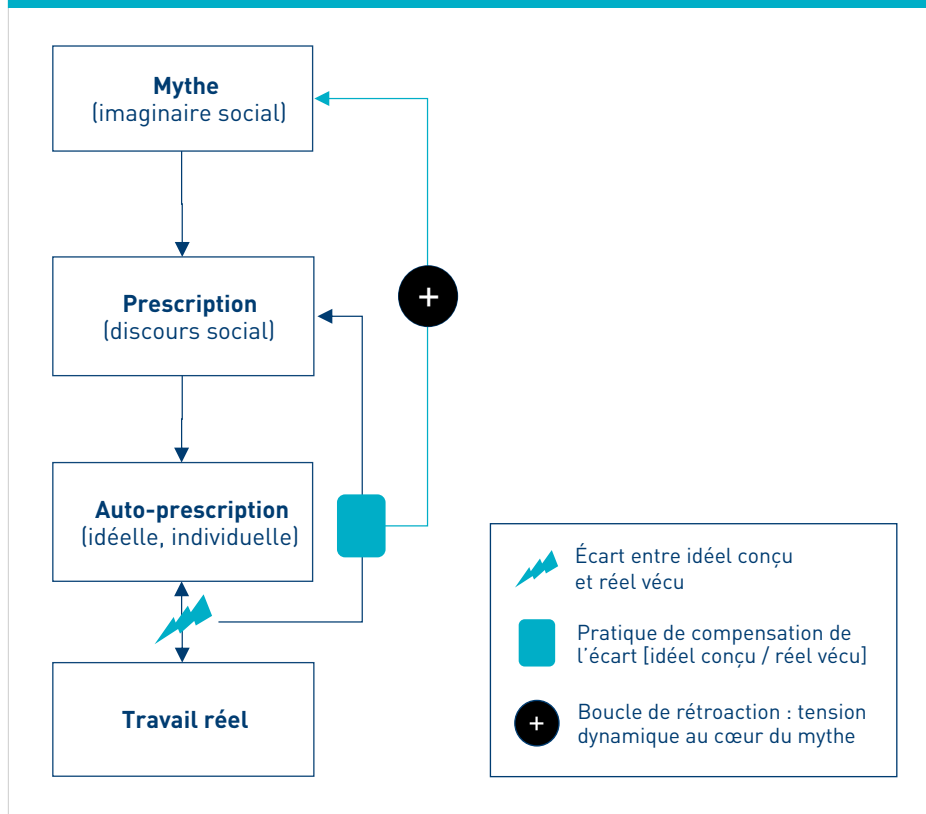 Mythe
(imaginaire social)
+
Prescription
(discours social)
Auto-prescription
(idéelle, individuelle)
Travail réel
Écart entre idéel conçu
et réel vécu
Pratique de compensation de
l’écart [idéel conçu / réel vécu]
+
Boucle de rétroaction : tension
dynamique au cœur du mythe